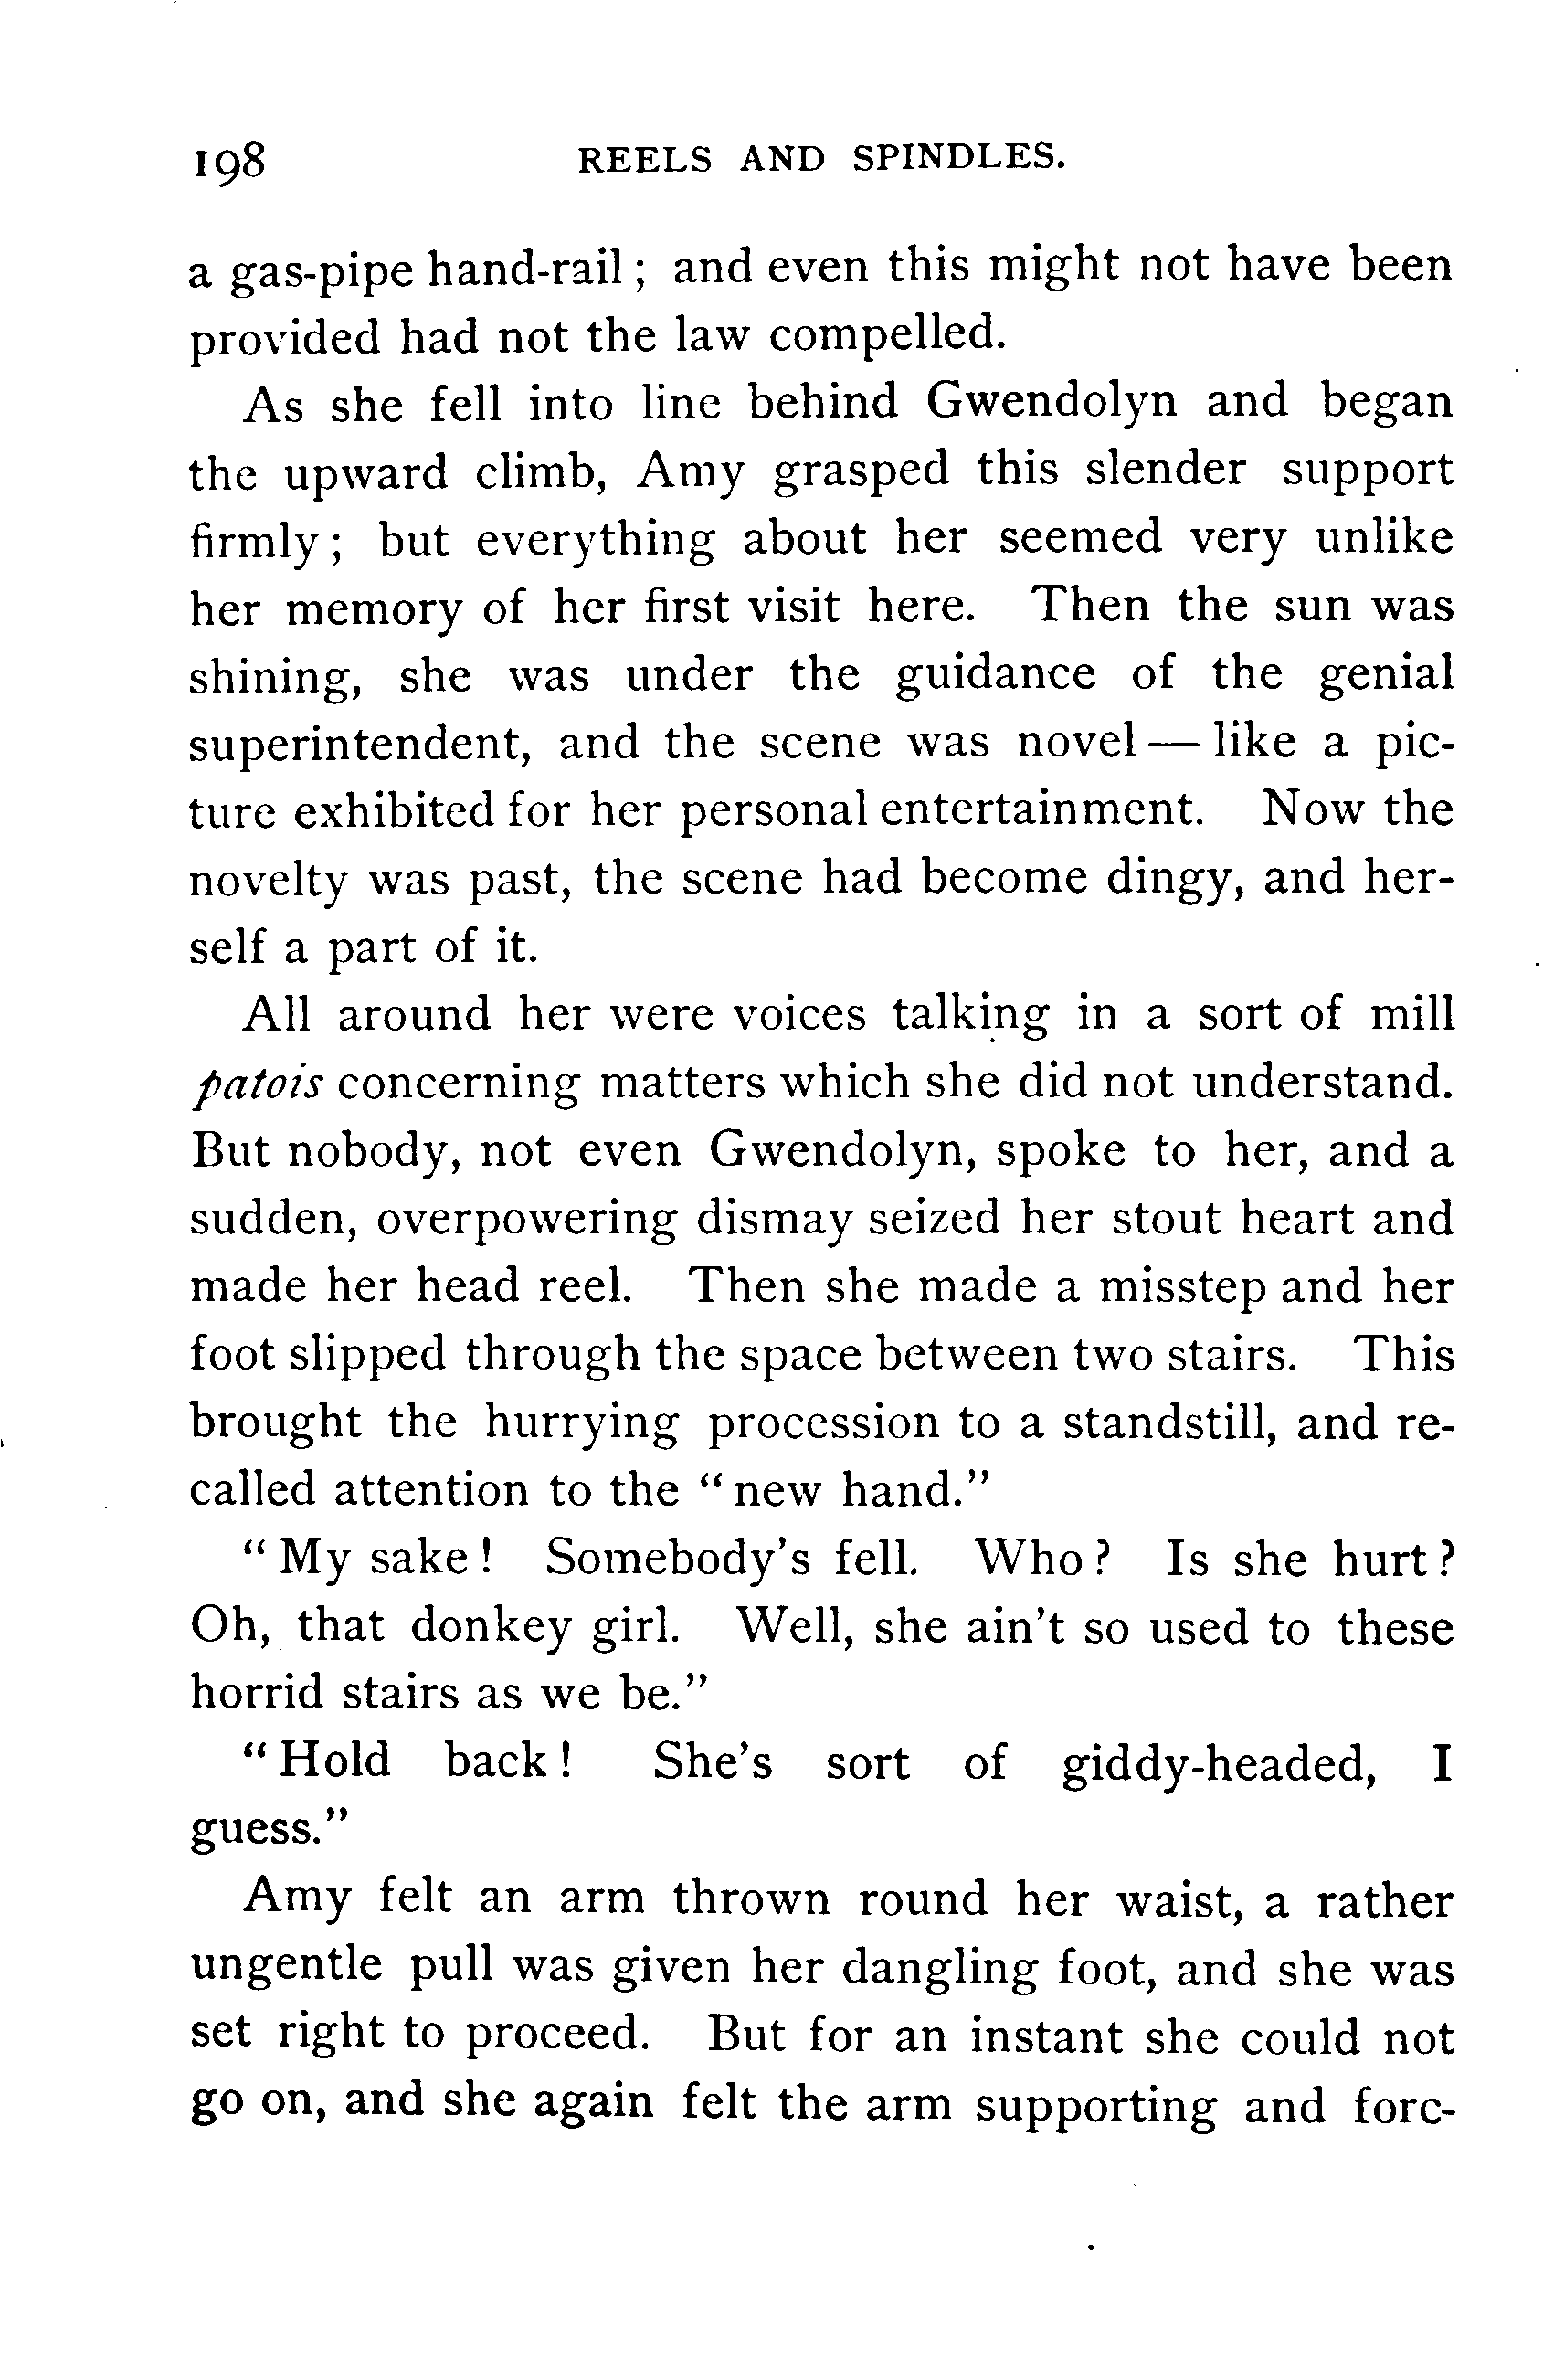 198 REELS AND SPINDLES.
a gas-pipe hand-rail; and even this might not have been
provided had not the law compelled.
As she fell into line behind Gwendolyn and began
the upward climb, Amy grasped this slender support
firmly; but everything about her seemed very unlike
her memory of her first visit here. Then the sun was
shining, she was under the guidance of the genial
superintendent, and the scene was novel — like a pic-
ture exhibited for her personal entertainment. Now the
novelty was past, the scene had become dingy, and her-
self a part of it.
All around her were voices talking in a sort of mill
patois concerning matters which she did not understand.
But nobody, not even Gwendolyn, spoke to her, and a
sudden, overpowering dismay seized her stout heart and
made her head reel. Then she made a misstep and her
foot slipped through the space between two stairs. This
brought the hurrying procession to a standstill, and re-
called attention to the “new hand.”
“My sake! Somebody's fell. Who? Is she hurt?
Oh, that donkey girl. Well, she ain't so used to these
horrid stairs as we be.”
“Hold back! She's sort of giddy-headed, I
guess.”
Amy felt an arm thrown round her waist, a rather
ungentle pull was given her dangling foot, and she was
set right to proceed. But for an instant she could not
go on, and she again felt the arm supporting and forc-